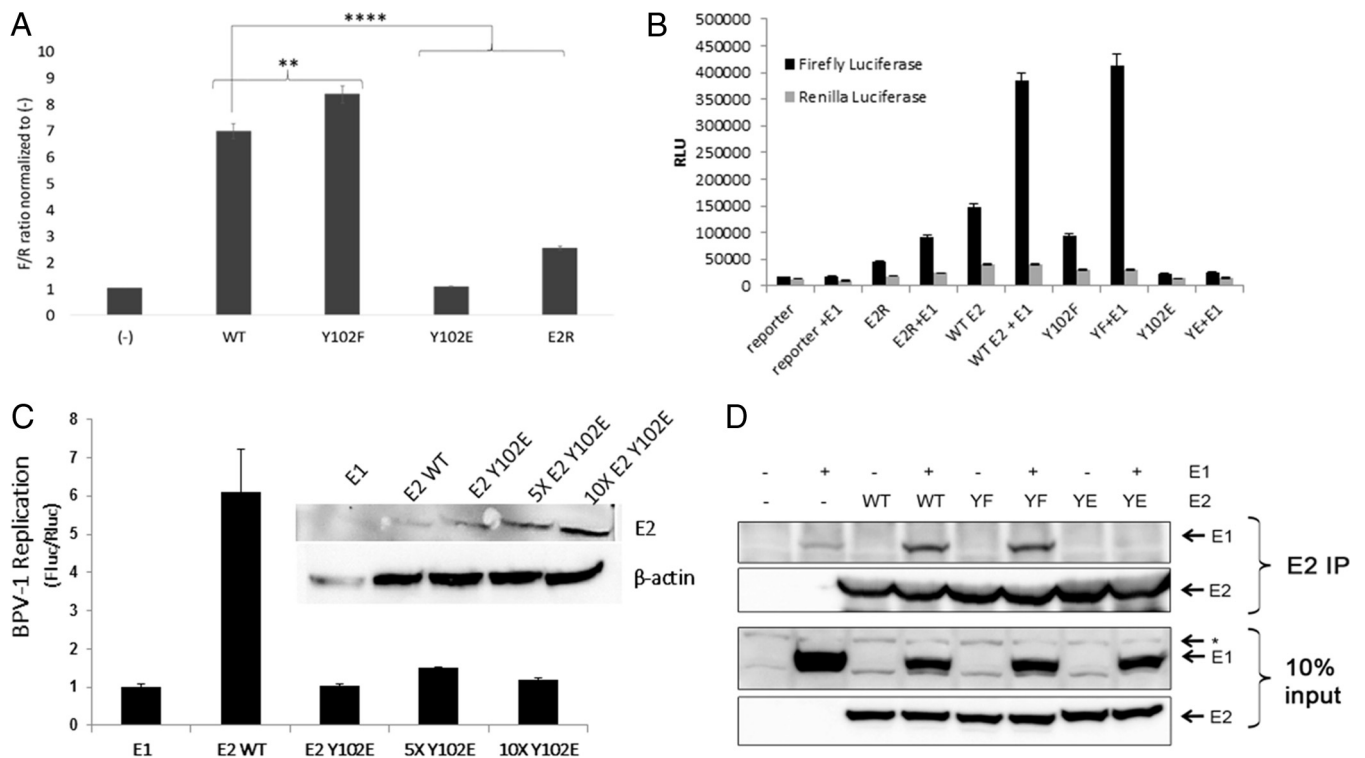 A
****
**
10
9
8
7
6
5
4
3
2
1
0
F/R ratio normalized to (-)
(-) WT Y102F Y102E E2R
B
500000
450000
400000
350000
300000
250000
200000
150000
100000
50000
0
RLU
Firefly Luciferase
Renilla Luciferase
reporter
reporter +E1
E2R
E2R+E1
WT E2
WT E2 + E1
Y102F
YF+E1
Y102E
YE+E1
C
8
7
6
5
4
3
2
1
0
BPV-1 Replication
(Fluc/Rluc)
E1
E2 WT
E2 Y102E
5X E2 Y102E
10X E2 Y102E
E2
β-actin
E1 E2 WT E2 Y102E 5X Y102E 10X Y102E
D
- + - + - + - + E1
- - WT WT YF YF YE YE E2
E1
E2
E2 IP
*
E1
E2
10%
input